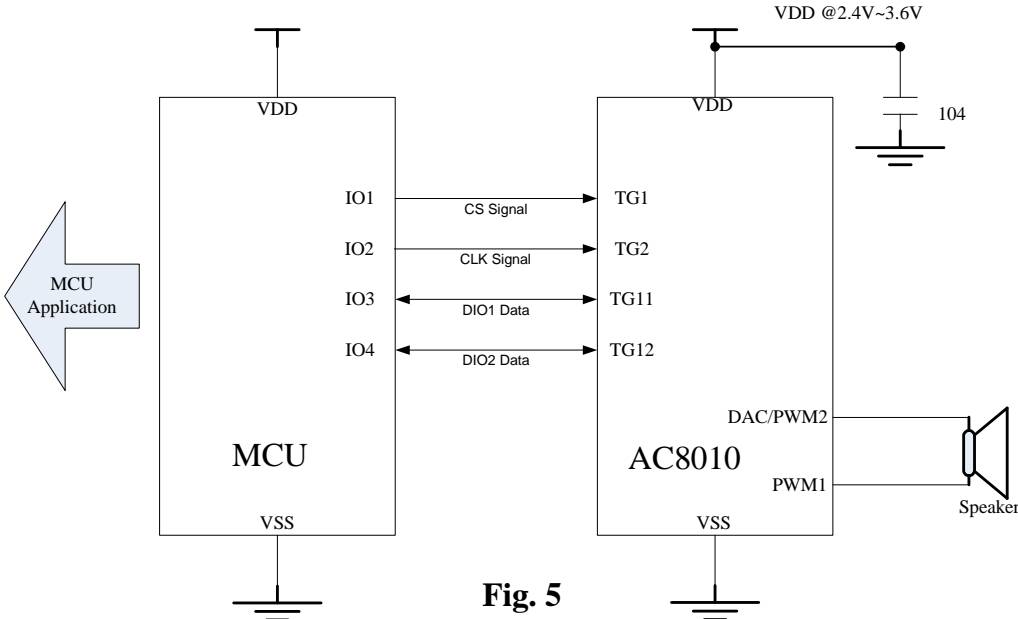 VDD @2.4V~3.6V
VDD
VDD
104
IO1
CS Signal
TG1
IO2
CLK Signal
TG2
MCU
Application
IO3
DIO1 Data
TG11
IO4
DIO2 Data
TG12
DAC/PWM2
MCU
AC8010
PWM1
Speaker
VSS
VSS
Fig. 5